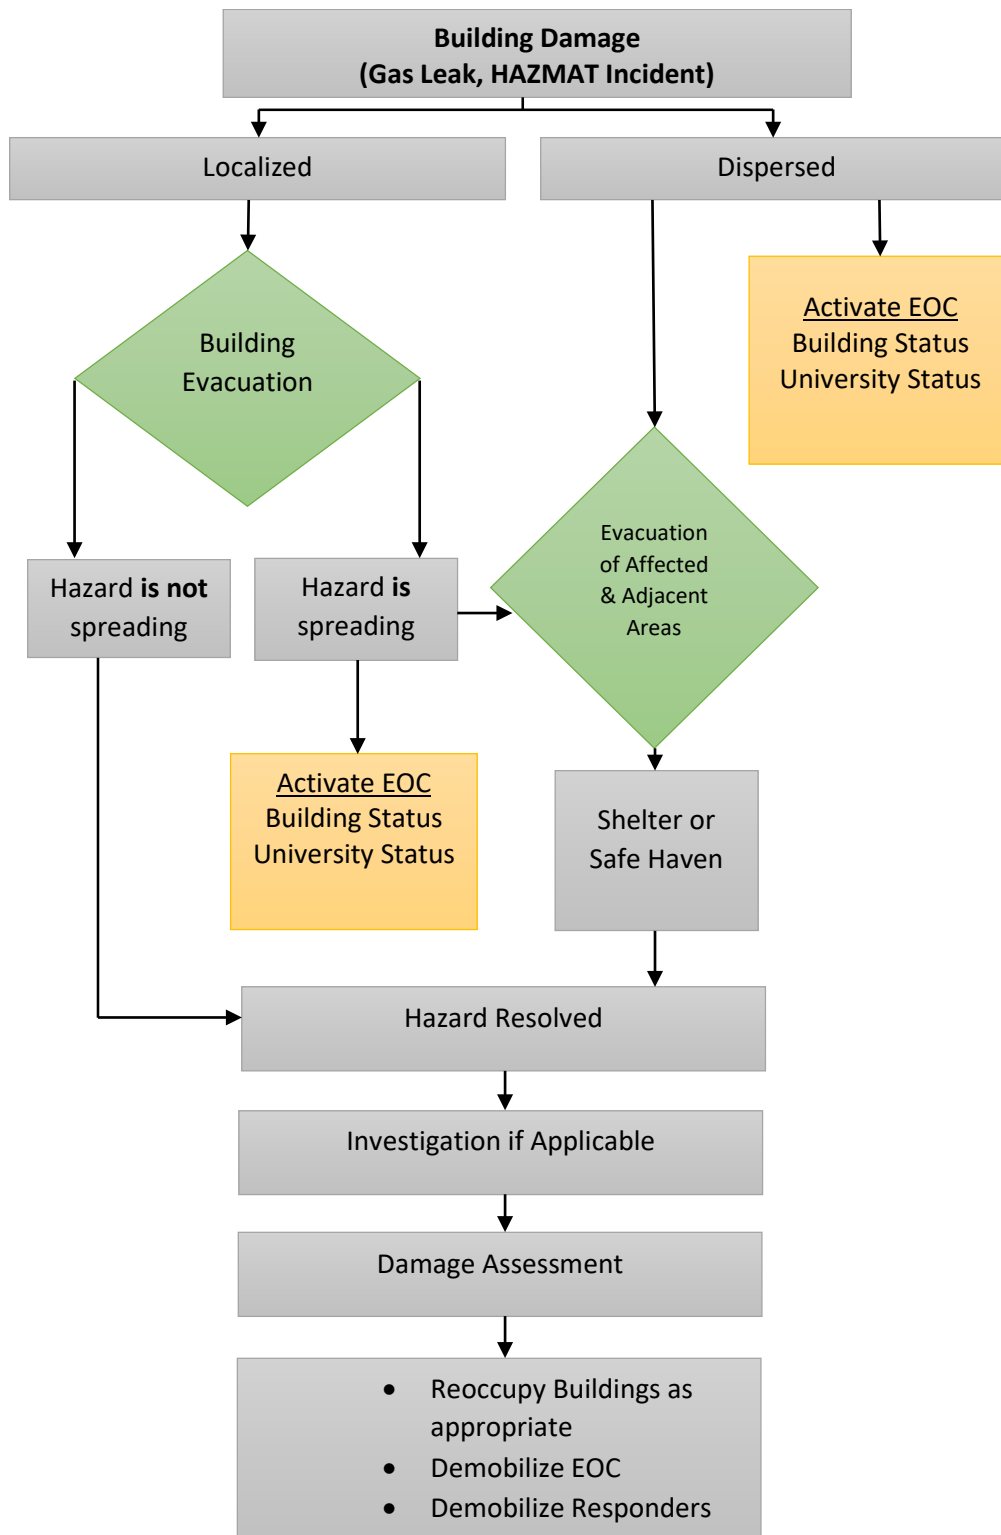 Building Damage
(Gas Leak, HAZMAT Incident)
Localized
Dispersed
Building
Evacuation
Activate EOC
Building Status
University Status
Evacuation
of Affected
& Adjacent
Areas
Hazard is not
spreading
Hazard is
spreading
Activate EOC
Building Status
University Status
Shelter or
Safe Haven
Hazard Resolved
Investigation if Applicable
Damage Assessment
• Reoccupy Buildings as
appropriate
• Demobilize EOC
• Demobilize Responders